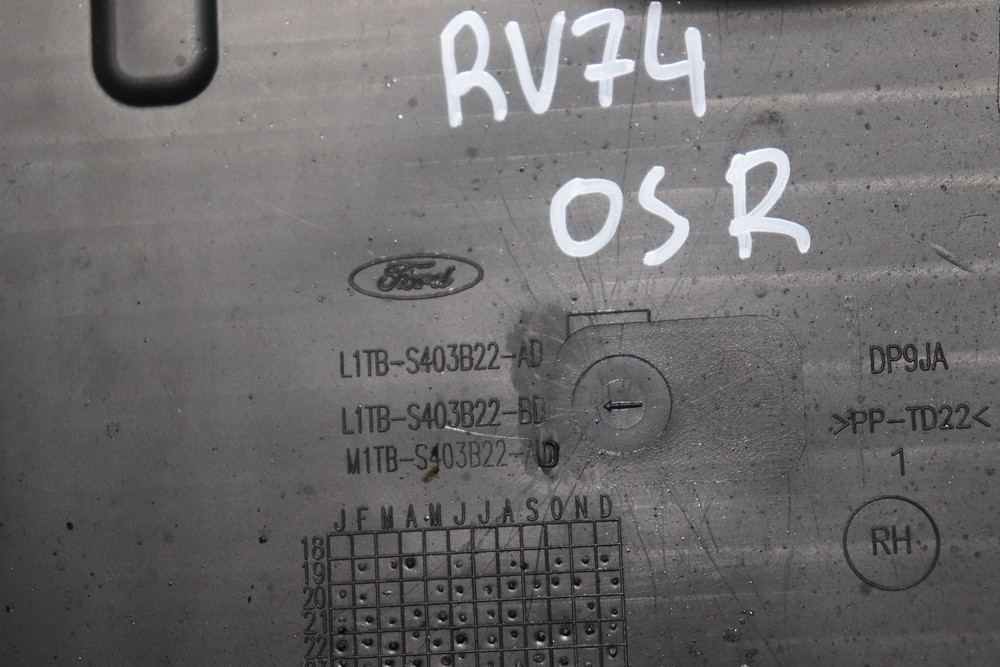 RV74
OSR
Ford
L1TB-S403B22-AD
L1TB-S403B22-BD
M1TB-S403B22-AD
DP9JA
>PP-TD22<
1
RH
J F M A M J J A S O N D
18
19
20
21
22
23